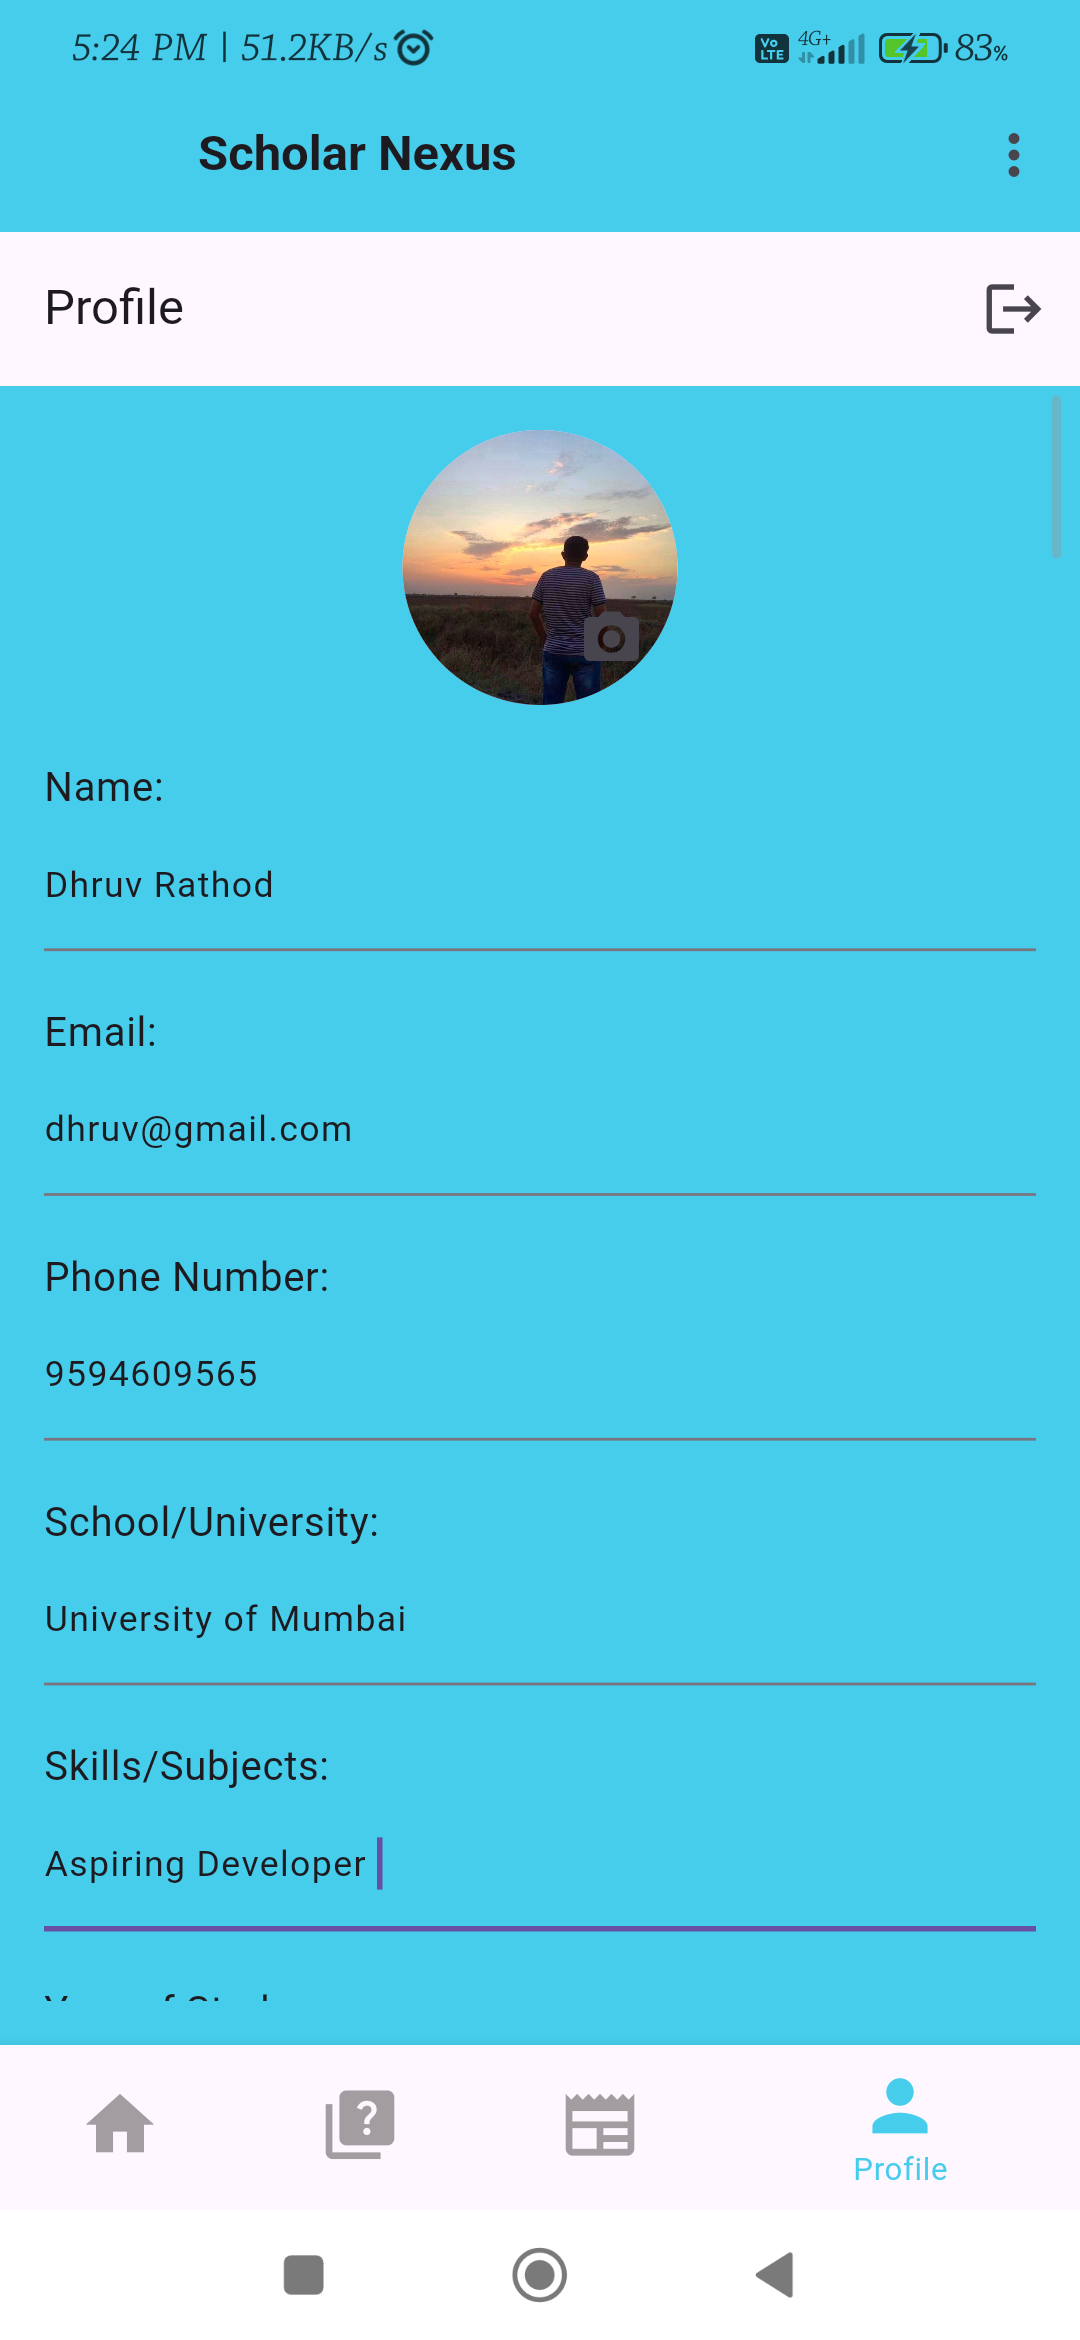 5:24 PM | 51.2KB/s
Vo LTE 4G+ 83%
Scholar Nexus
Profile
Name:
Dhruv Rathod
Email:
dhruv@gmail.com
Phone Number:
9594609565
School/University:
University of Mumbai
Skills/Subjects:
Aspiring Developer
Profile